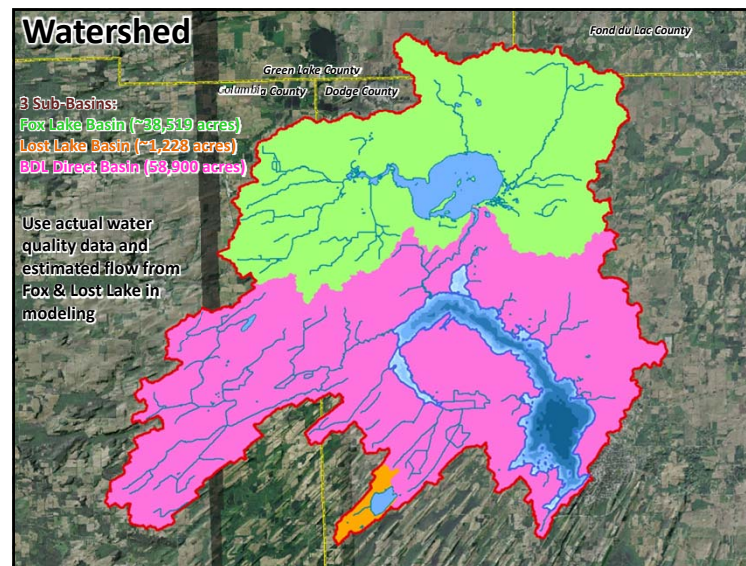 Watershed
Fond du Lac County
Green Lake County
Columbia County
Dodge County
3 Sub-Basins:
Fox Lake Basin (~38,519 acres)
Lost Lake Basin (~1,228 acres)
BDL Direct Basin (58,900 acres)
Use actual water
quality data and
estimated flow from
Fox & Lost Lake in
modeling